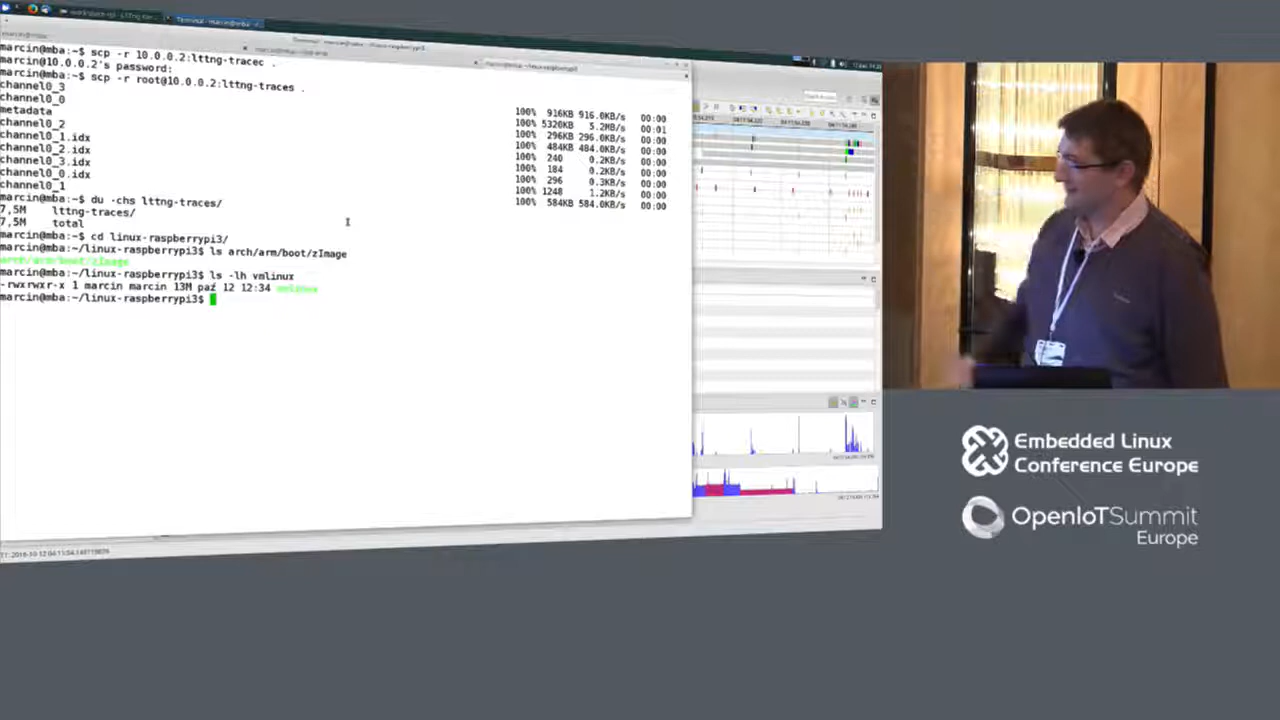 marcin@mba:~$ scp -r 10.0.0.2:lttng-tracec .
marcin@10.0.0.2's password:
marcin@mba:~$ scp -r root@10.0.0.2:lttng-traces .
channel0_3 100% 916KB 916.0KB/s 00:00
channel0_0 100% 5320KB 5.2MB/s 00:01
metadata 100% 296KB 296.0KB/s 00:00
channel0_2 100% 484KB 484.0KB/s 00:00
channel0_1.idx 100% 240 0.2KB/s 00:00
channel0_2.idx 100% 184 0.2KB/s 00:00
channel0_3.idx 100% 296 0.3KB/s 00:00
channel0_0.idx 100% 1248 1.2KB/s 00:00
channel0_1 100% 584KB 584.0KB/s 00:00
marcin@mba:~$ du -chs lttng-traces/
7,5M lttng-traces/
7,5M total
marcin@mba:~$ cd linux-raspberrypi3/
marcin@mba:~/linux-raspberrypi3$ ls arch/arm/boot/zImage
arch/arm/boot/zImage
marcin@mba:~/linux-raspberrypi3$ ls -lh vmlinux
-rwxrwxr-x 1 marcin marcin 13M paź 12 12:34 vmlinux
marcin@mba:~/linux-raspberrypi3$
Embedded Linux
Conference Europe
OpenIoTSummit
Europe